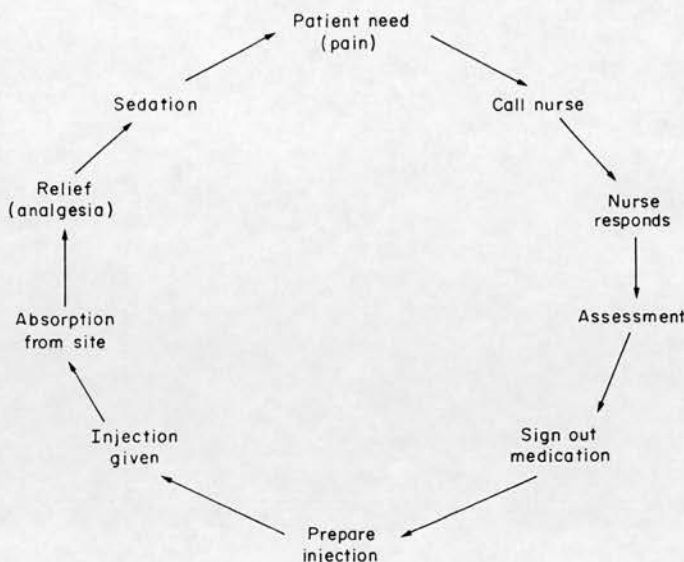 Patient need
(pain)
Call nurse
Nurse
responds
Assessment
Sign out
medication
Prepare
injection
Injection
given
Absorption
from site
Relief
(analgesia)
Sedation